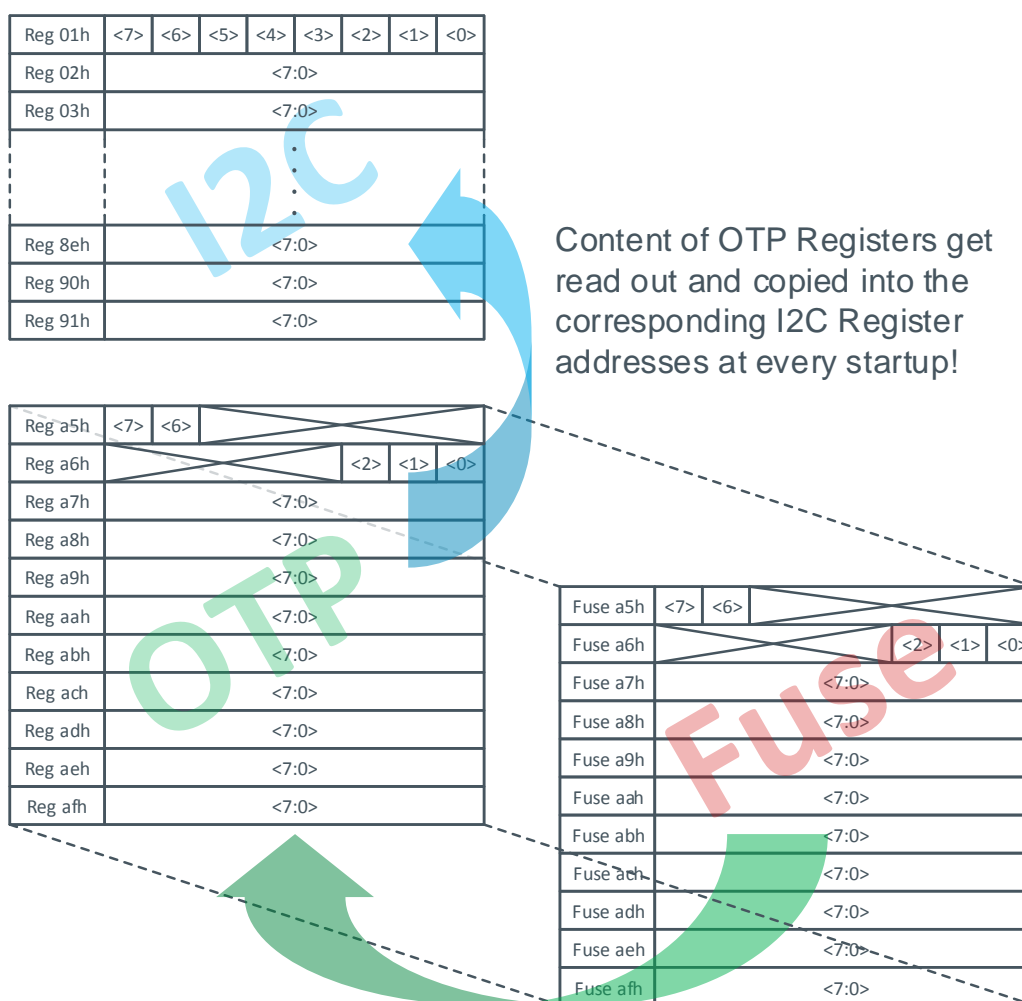 Reg 01h <7> <6> <5> <4> <3> <2> <1> <0>
Reg 02h <7:0>
Reg 03h <7:0>
I2C
Reg 8eh <7:0>
Reg 90h <7:0>
Reg 91h <7:0>
Content of OTP Registers get
read out and copied into the
corresponding I2C Register
addresses at every startup!
Reg a5h <7> <6>
Reg a6h <2> <1> <0>
Reg a7h <7:0>
Reg a8h <7:0>
Reg a9h <7:0>
Reg aah <7:0>
Reg abh <7:0>
Reg ach <7:0>
Reg adh <7:0>
Reg aeh <7:0>
Reg afh <7:0>
OTP
Fuse a5h <7> <6>
Fuse a6h <2> <1> <0>
Fuse a7h <7:0>
Fuse a8h <7:0>
Fuse a9h <7:0>
Fuse aah <7:0>
Fuse abh <7:0>
Fuse ach <7:0>
Fuse adh <7:0>
Fuse aeh <7:0>
Fuse afh <7:0>
Fuse